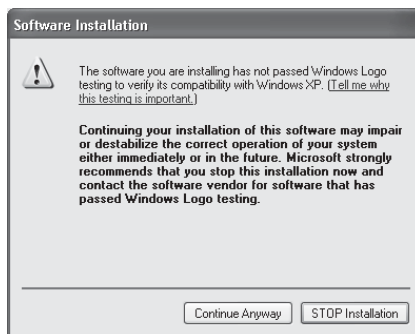 Software Installation
The software you are installing has not passed Windows Logo
testing to verify its compatibility with Windows XP. (Tell me why
this testing is important.)
Continuing your installation of this software may impair
or destabilize the correct operation of your system
either immediately or in the future. Microsoft strongly
recommends that you stop this installation now and
contact the software vendor for software that has
passed Windows Logo testing.
Continue Anyway
STOP Installation